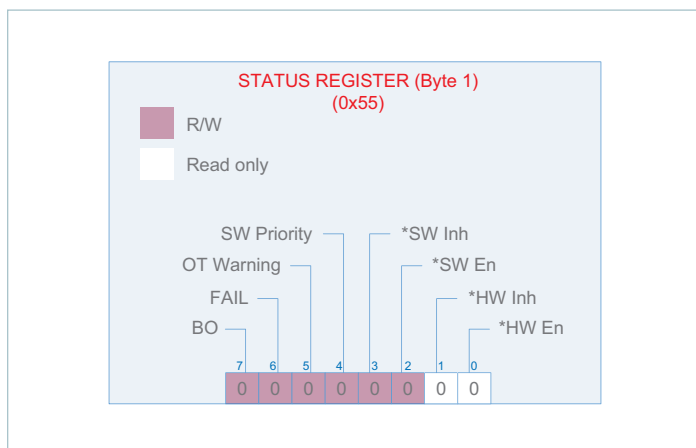 STATUS REGISTER (Byte 1)
(0x55)
R/W
Read only
SW Priority
*SW Inh
OT Warning
*SW En
FAIL
*HW Inh
BO
*HW En
7 6 5 4 3 2 1 0
0 0 0 0 0 0 0 0